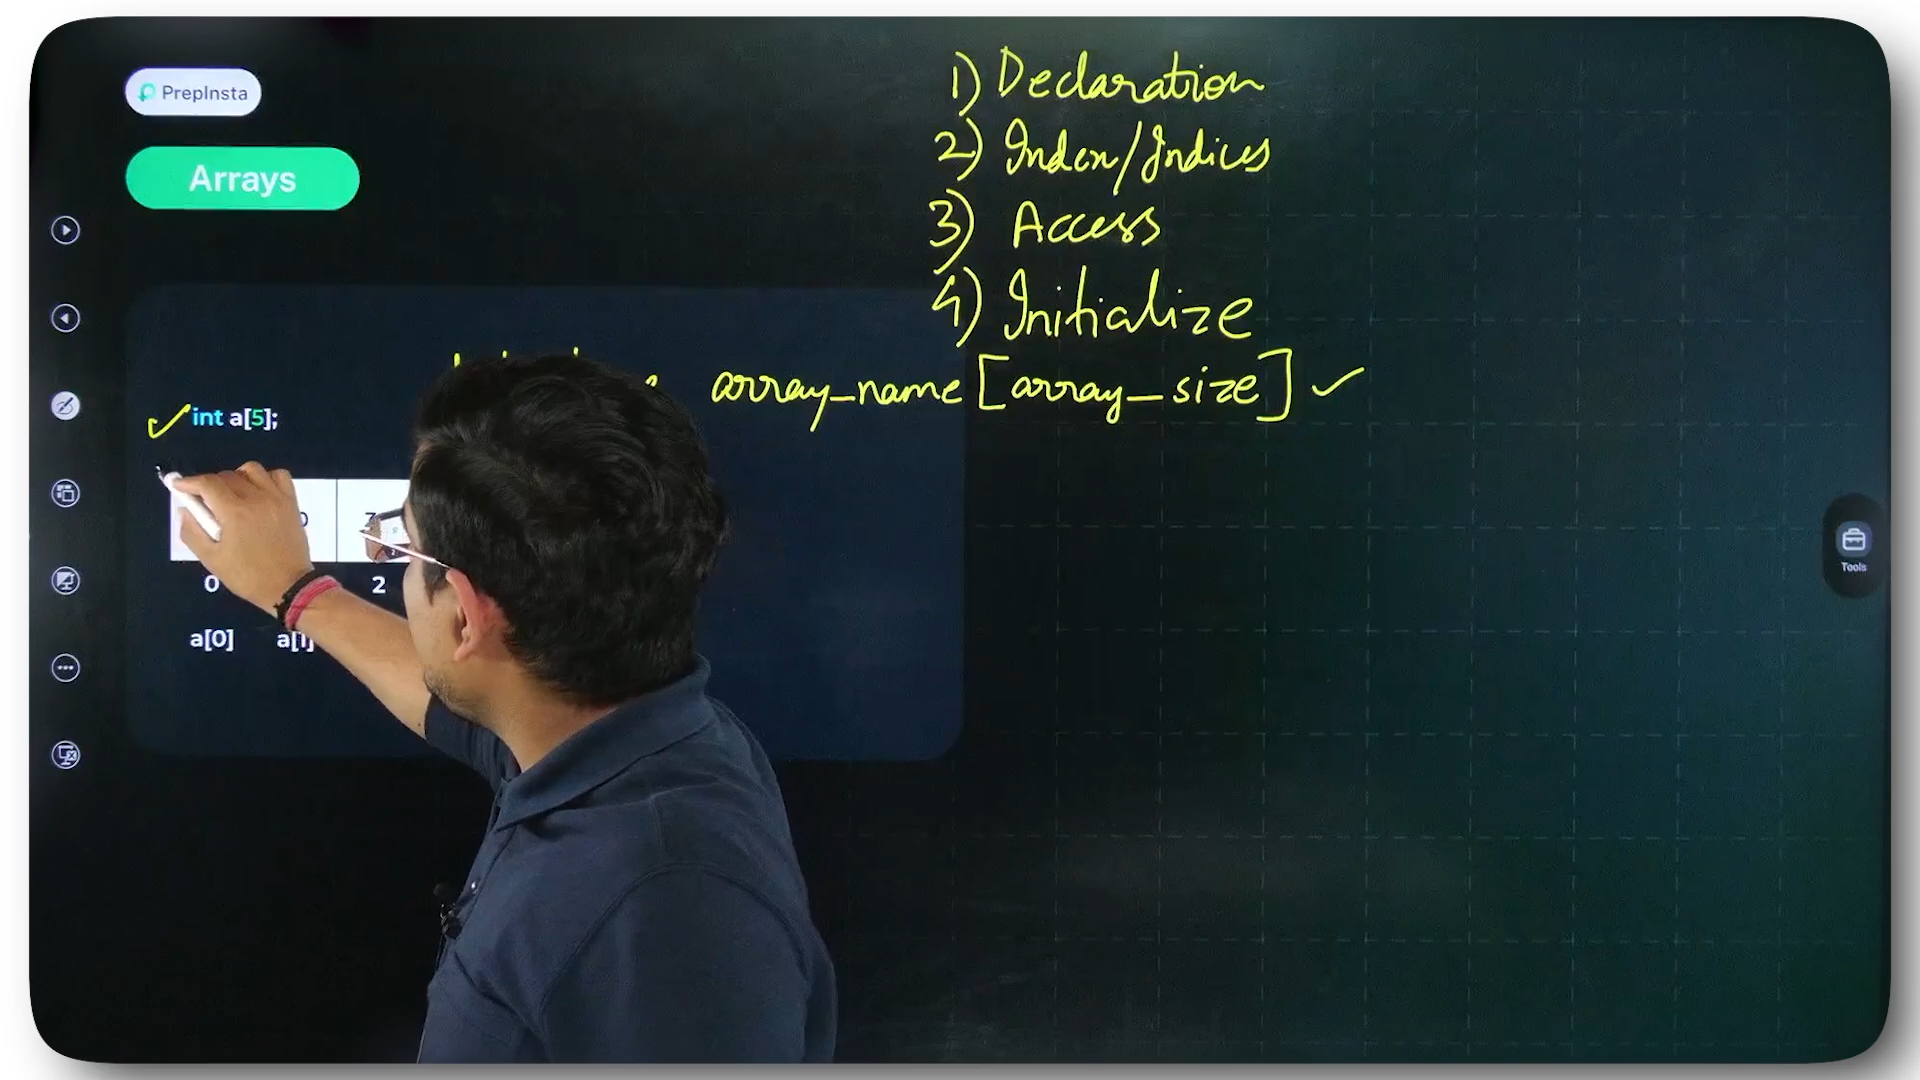 PrepInsta
Arrays
1) Declaration
2) Index/Indices
3) Access
4) Initialize
array_name [array_size] ✓
✓ int a[5];
0 2
a[0] a[1]
Tools